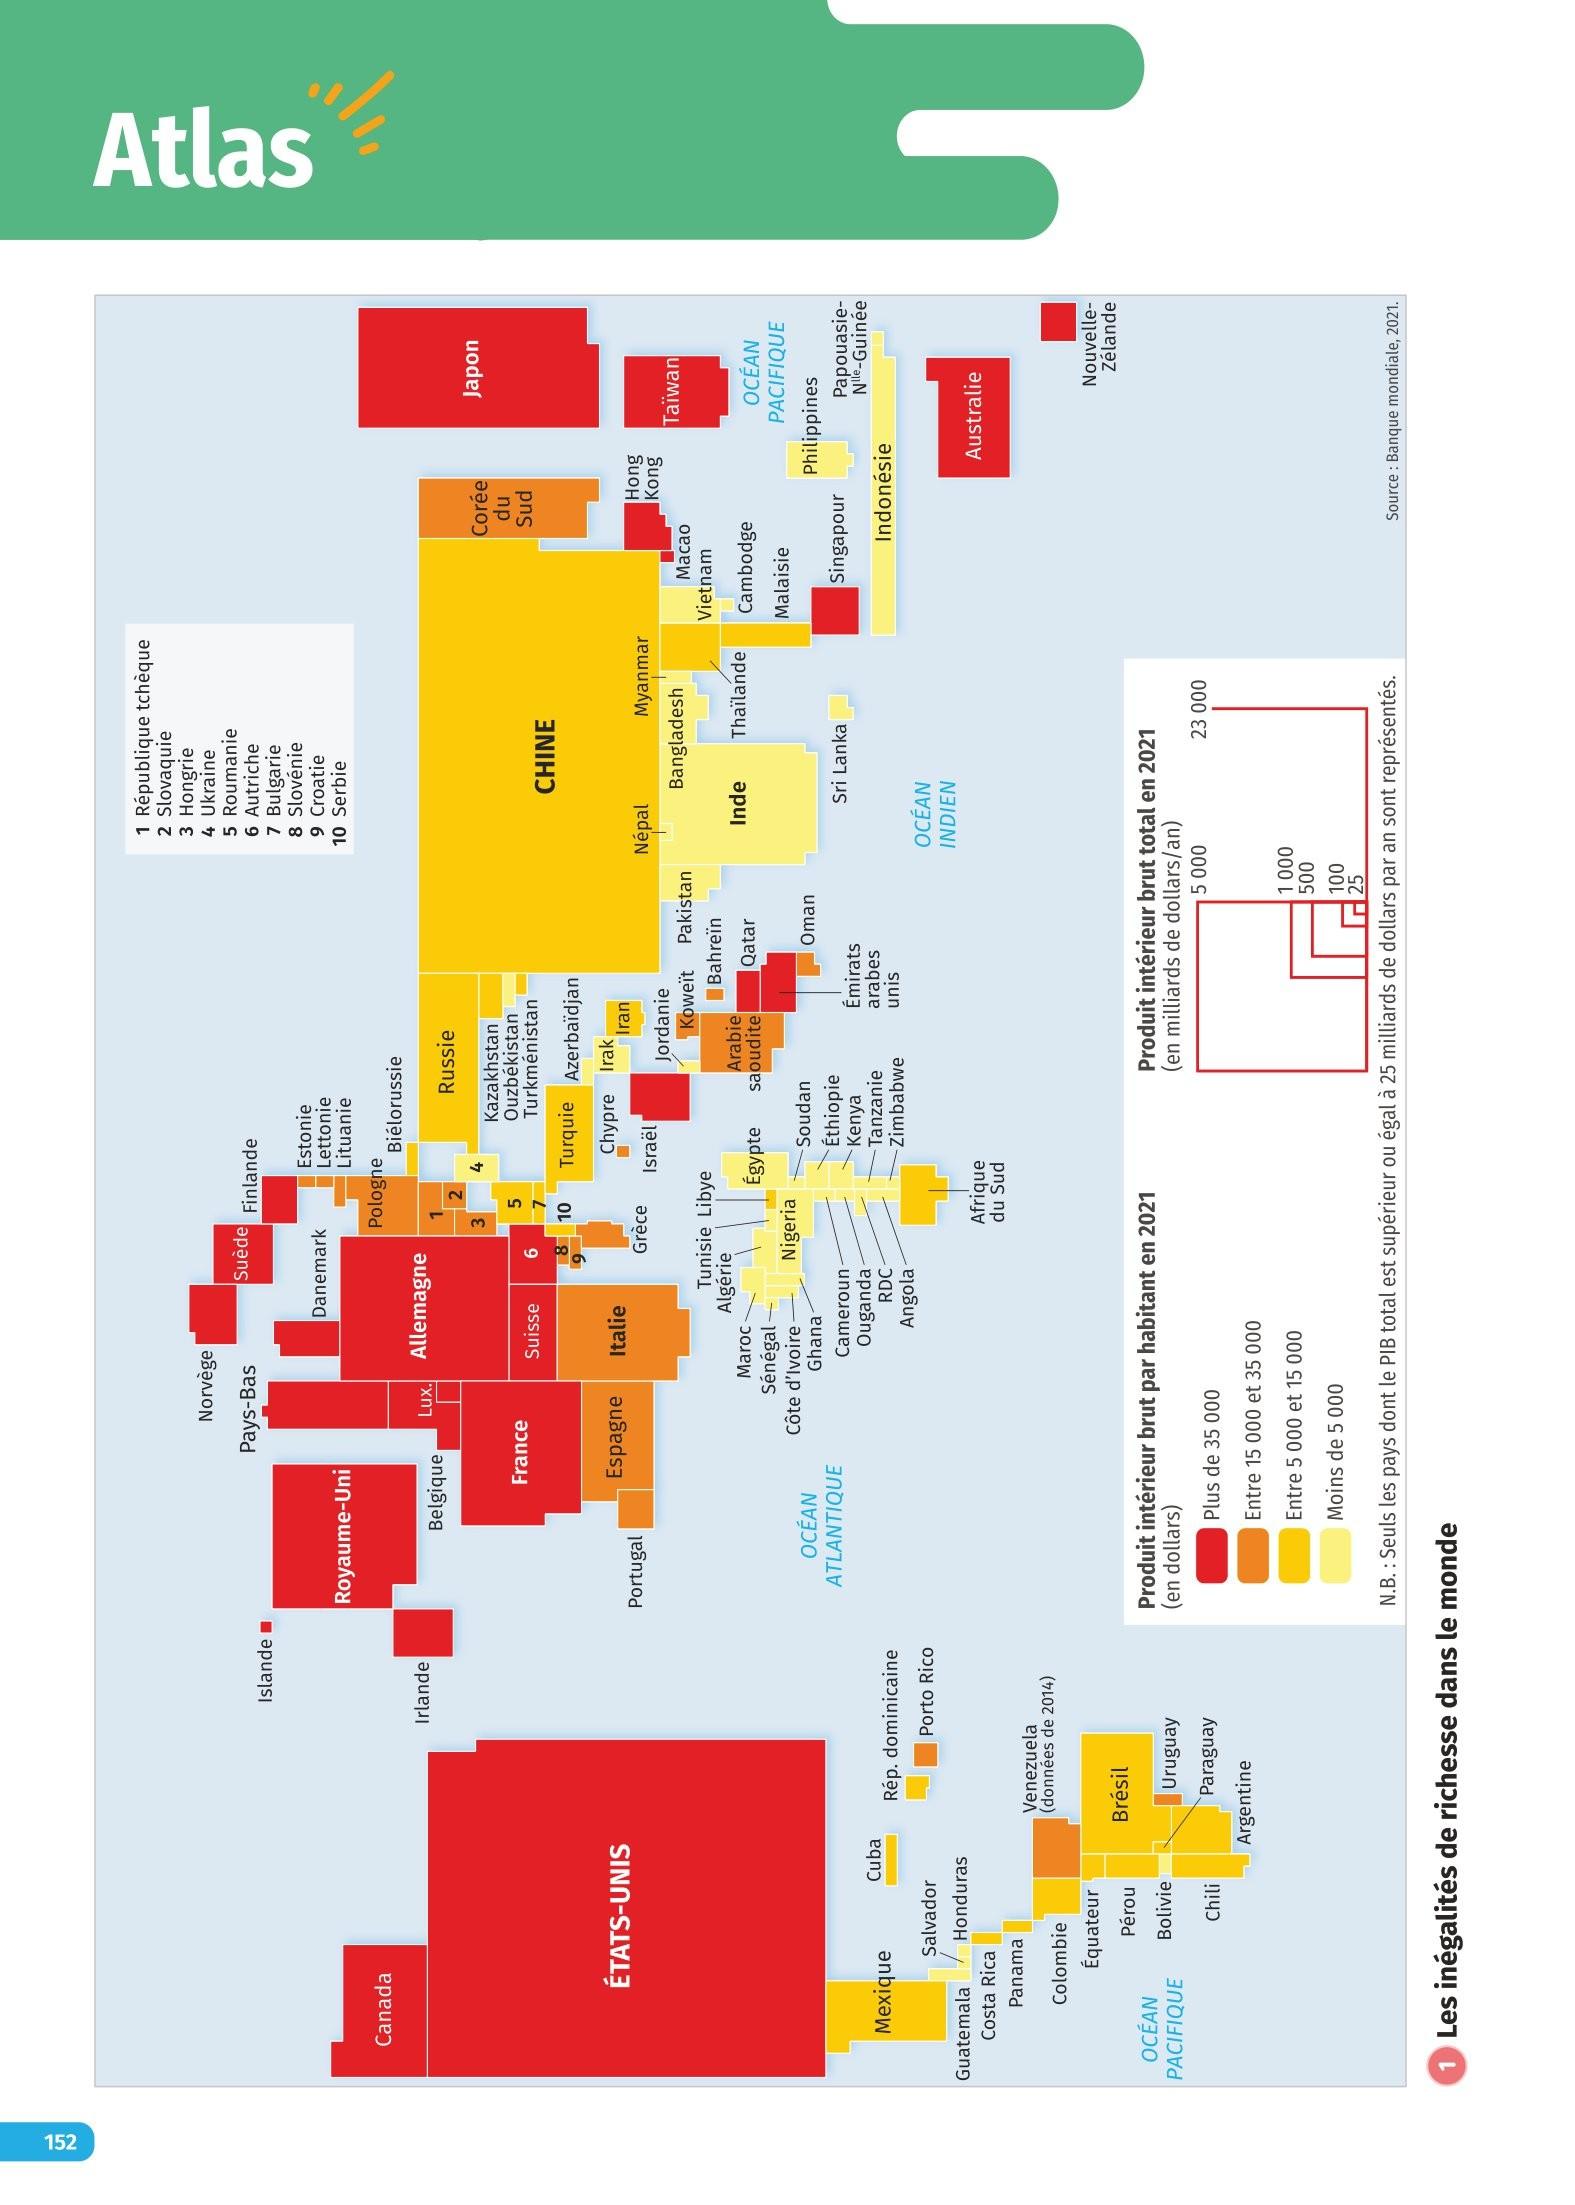 Atlas
1 République tchèque
2 Slovaquie
3 Hongrie
4 Ukraine
5 Roumanie
6 Autriche
7 Bulgarie
8 Slovénie
9 Croatie
10 Serbie
Canada
ÉTATS-UNIS
Mexique
Guatemala
Salvador
Honduras
Costa Rica
Panama
Cuba
Rép. dominicaine
Porto Rico
Venezuela
(données de 2014)
Colombie
Équateur
Pérou
Bolivie
Chili
Brésil
Uruguay
Paraguay
Argentine
OCÉAN
PACIFIQUE
Islande
Irlande
Royaume-Uni
Norvège
Suède
Finlande
Danemark
Estonie
Lettonie
Lituanie
Biélorussie
Pays-Bas
Lux.
Belgique
Allemagne
Pologne
France
Suisse
Espagne
Portugal
Italie
Grèce
1
2
3
4
5
6
7
8
9
10
Russie
Kazakhstan
Ouzbékistan
Turkménistan
Azerbaïdjan
Turquie
Chypre
Israël
Irak
Iran
Jordanie
Koweït
Bahreïn
Qatar
Oman
Arabie
saoudite
Émirats
arabes
unis
OCÉAN
ATLANTIQUE
Maroc
Algérie
Tunisie
Libye
Égypte
Sénégal
Côte d'Ivoire
Ghana
Nigeria
Cameroun
Ouganda
RDC
Angola
Soudan
Éthiopie
Kenya
Tanzanie
Zimbabwe
Afrique
du Sud
CHINE
Népal
Pakistan
Inde
Bangladesh
Myanmar
Thaïlande
Sri Lanka
Vietnam
Cambodge
Malaisie
Singapour
Macao
Hong
Kong
Corée
du
Sud
Japon
Taïwan
Philippines
Indonésie
Papouasie-
Nlle-Guinée
Australie
Nouvelle-
Zélande
OCÉAN
PACIFIQUE
OCÉAN
INDIEN
Produit intérieur brut par habitant en 2021
(en dollars)
Plus de 35 000
Entre 15 000 et 35 000
Entre 5 000 et 15 000
Moins de 5 000
Produit intérieur brut total en 2021
(en milliards de dollars/an)
5 000
23 000
1 000
500
100
25
N.B. : Seuls les pays dont le PIB total est supérieur ou égal à 25 milliards de dollars par an sont représentés.
Source : Banque mondiale, 2021.
1 Les inégalités de richesse dans le monde
152